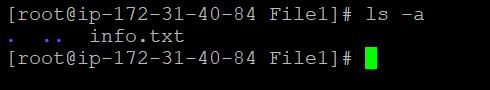 [root@ip-172-31-40-84 File1]# ls -a
.  ..  info.txt
[root@ip-172-31-40-84 File1]#